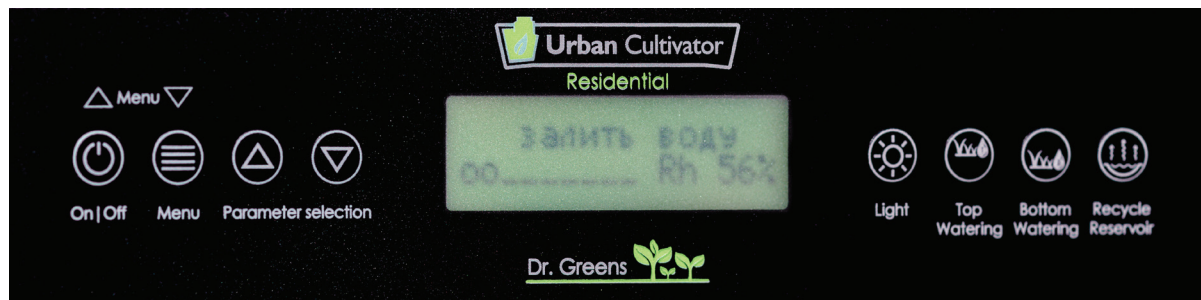 Urban Cultivator
Residential
△ Menu ▽
залить воду
oo_______ Rh 56%
On|Off
Menu
Parameter selection
Light
Top Watering
Bottom Watering
Recycle Reservoir
Dr. Greens